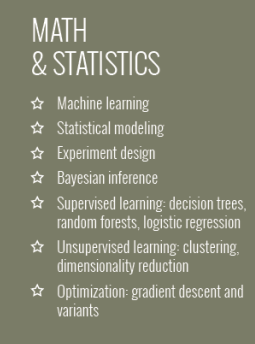 MATH
& STATISTICS
Machine learning
Statistical modeling
Experiment design
Bayesian inference
Supervised learning: decision trees,
random forests, logistic regression
Unsupervised learning: clustering,
dimensionality reduction
Optimization: gradient descent and
variants